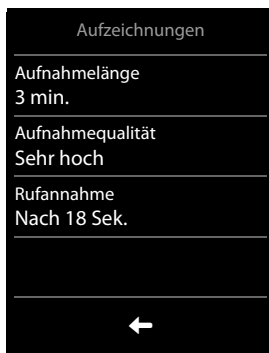 Aufzeichnungen
Aufnahmelänge
3 min.
Aufnahmequalität
Sehr hoch
Rufannahme
Nach 18 Sek.